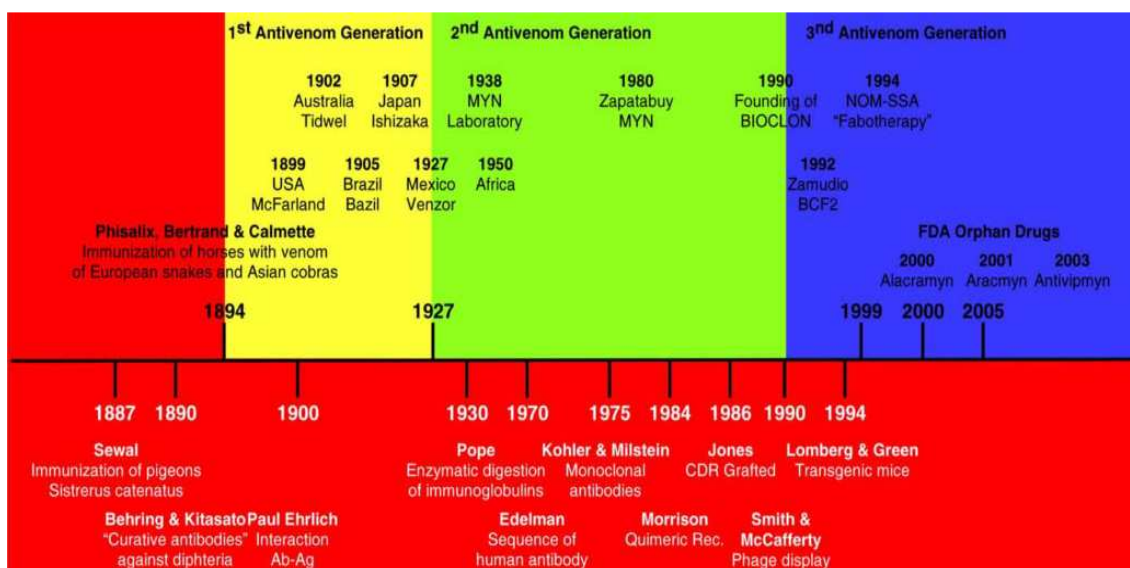 1st Antivenom Generation
2nd Antivenom Generation
3nd Antivenom Generation
1902
Australia
Tidwel
1907
Japan
Ishizaka
1938
MYN
Laboratory
1980
Zapatabuy
MYN
1990
Founding of
BIOCLON
1994
NOM-SSA
“Fabotherapy”
1899
USA
McFarland
1905
Brazil
Bazil
1927
Mexico
Venzor
1950
Africa
1992
Zamudio
BCF2
Phisalix, Bertrand & Calmette
Immunization of horses with venom
of European snakes and Asian cobras
FDA Orphan Drugs
2000
Alacramyn
2001
Aracmyn
2003
Antivipmyn
1894
1927
1999
2000
2005
1887
1890
1900
1930
1970
1975
1984
1986
1990
1994
Sewal
Immunization of pigeons
Sistrerus catenatus
Pope
Enzymatic digestion
of immunoglobulins
Kohler & Milstein
Monoclonal
antibodies
Jones
CDR Grafted
Lomberg & Green
Transgenic mice
Behring & Kitasato
“Curative antibodies”
against diphteria
Paul Ehrlich
Interaction
Ab-Ag
Edelman
Sequence of
human antibody
Morrison
Quimeric Rec.
Smith &
McCafferty
Phage display